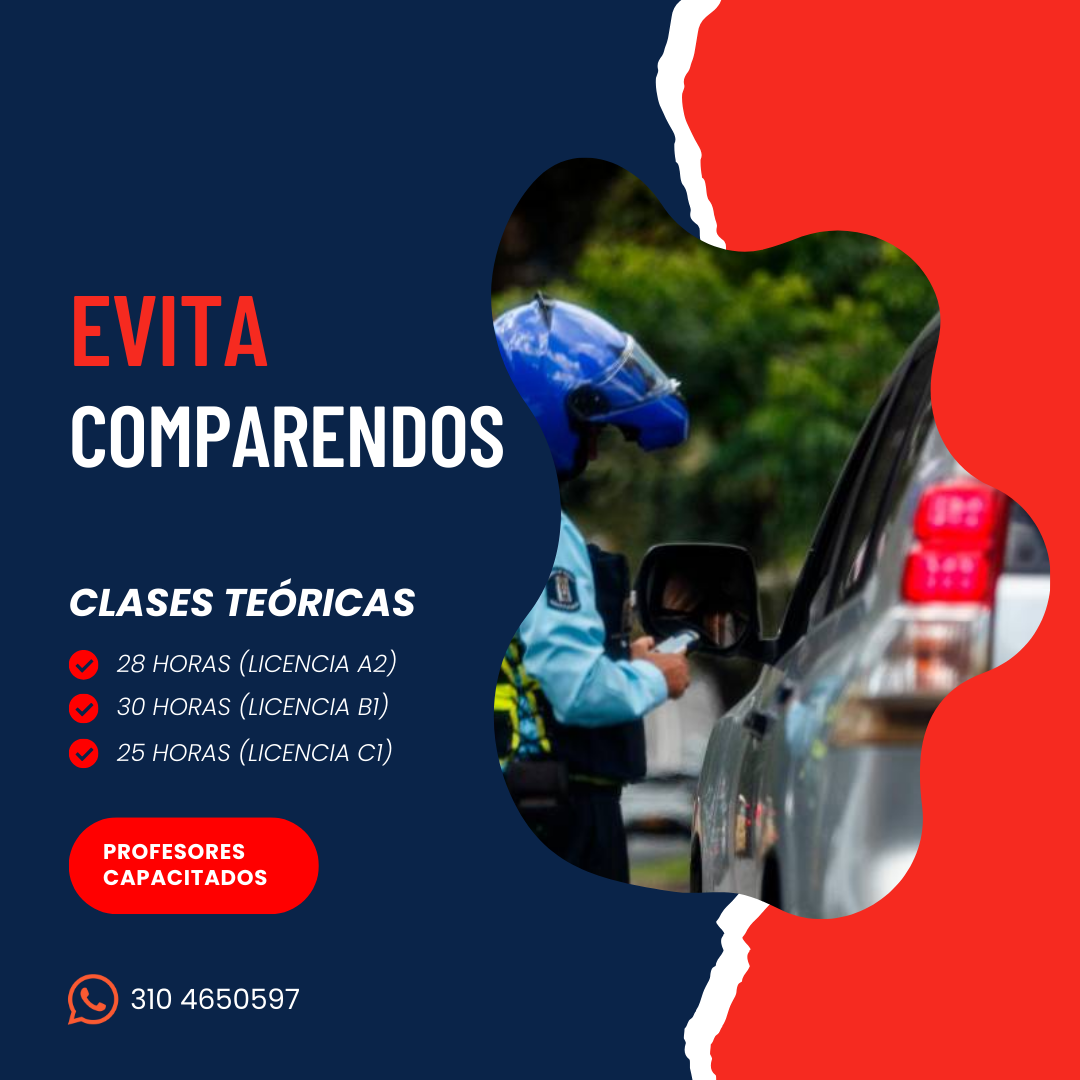 EVITA
COMPARENDOS
CLASES TEÓRICAS
28 HORAS (LICENCIA A2)
30 HORAS (LICENCIA B1)
25 HORAS (LICENCIA C1)
PROFESORES
CAPACITADOS
310 4650597